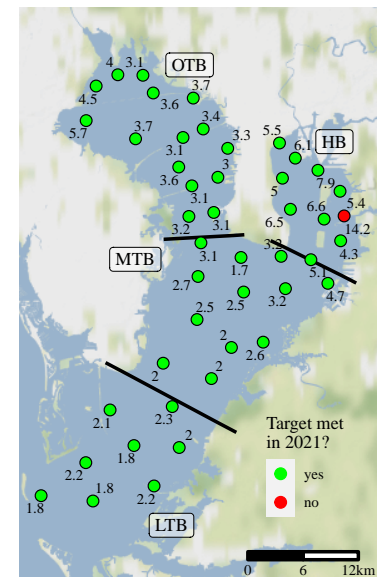 4 3.1 OTB
4.5 3.6 3.7
5.7 3.7 3.1 3.4
3.3 5.5 HB
6.1
3.6 3 5 7.9
3.1 5.4
6.5 6.6 14.2
3.2 3.1
4.3
MTB 3.1 3.2
1.7 5.1
2.7 2.5 3.2 4.7
2.5
2 2.6
2 2
2.1 2.3
Target met
in 2021?
1.8 2
2.2 yes
1.8 1.8 2.2 no
LTB
0 6 12km